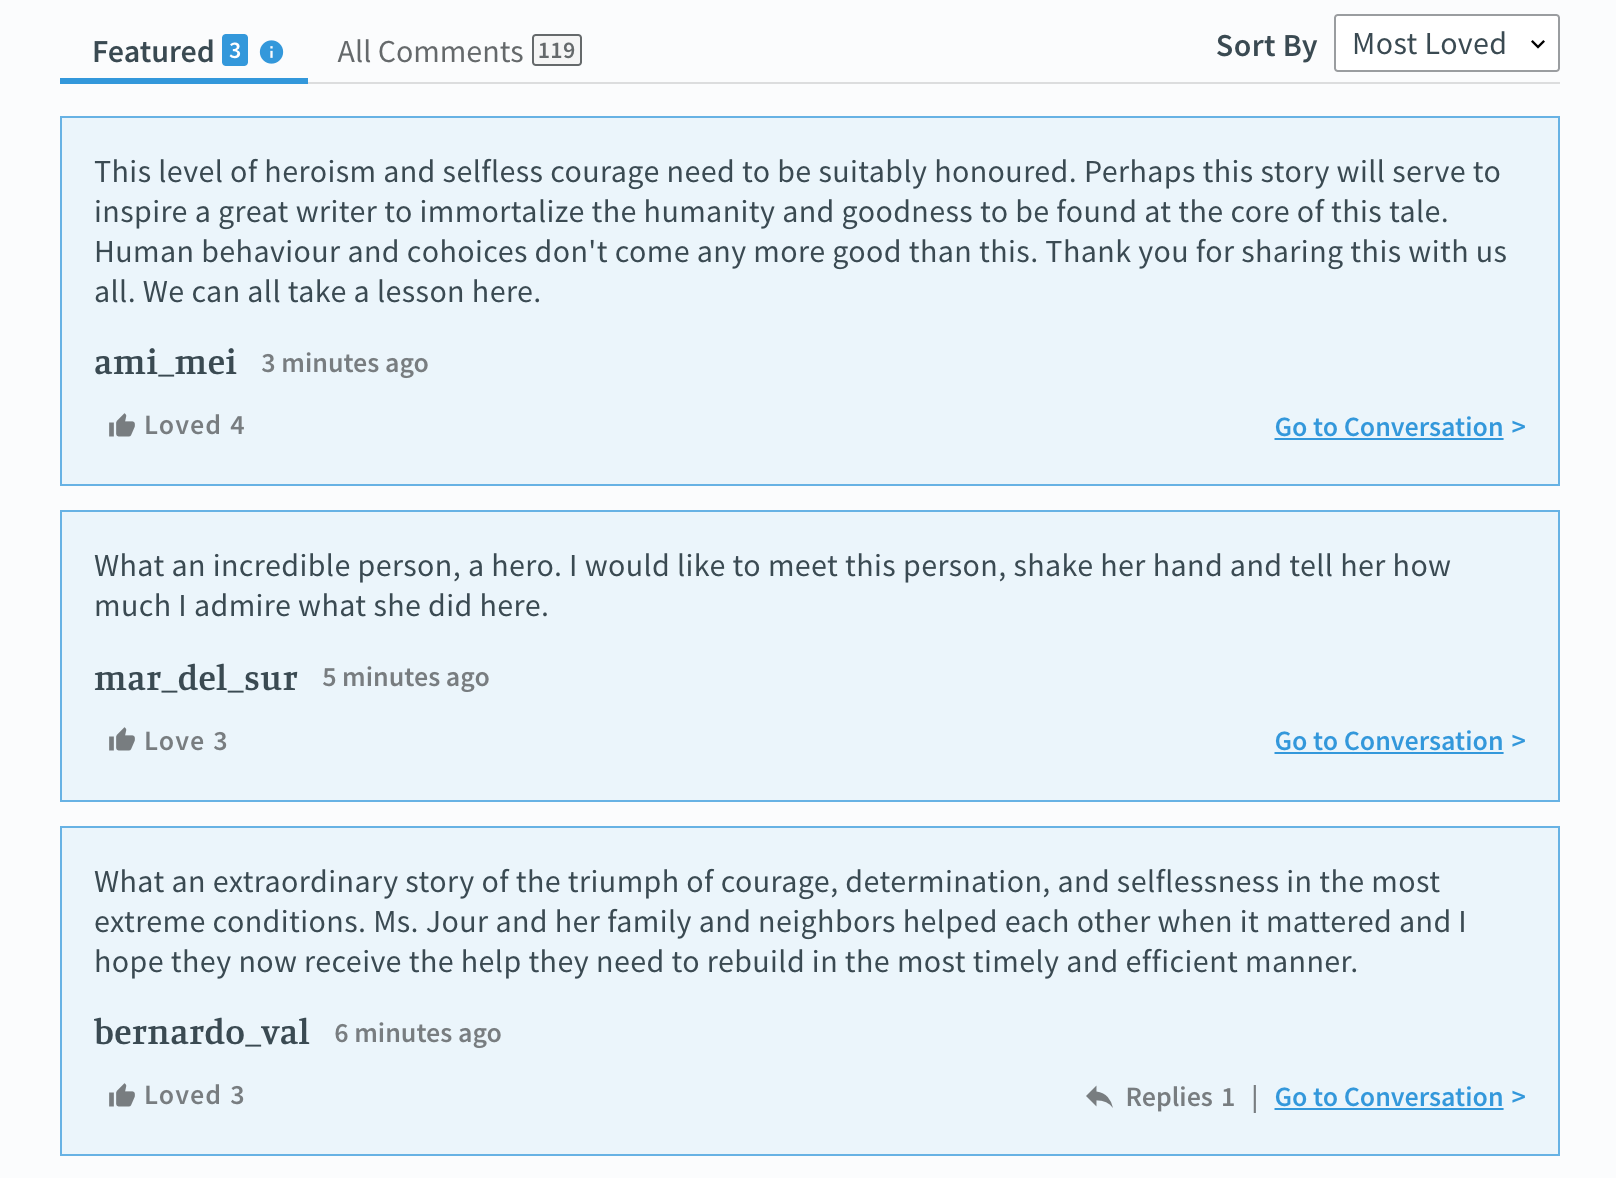 Featured 3
All Comments 119
Sort By Most Loved
This level of heroism and selfless courage need to be suitably honoured. Perhaps this story will serve to
inspire a great writer to immortalize the humanity and goodness to be found at the core of this tale.
Human behaviour and cohoices don't come any more good than this. Thank you for sharing this with us
all. We can all take a lesson here.
ami_mei 3 minutes ago
Loved 4
Go to Conversation >
What an incredible person, a hero. I would like to meet this person, shake her hand and tell her how
much I admire what she did here.
mar_del_sur 5 minutes ago
Love 3
Go to Conversation >
What an extraordinary story of the triumph of courage, determination, and selflessness in the most
extreme conditions. Ms. Jour and her family and neighbors helped each other when it mattered and I
hope they now receive the help they need to rebuild in the most timely and efficient manner.
bernardo_val 6 minutes ago
Loved 3
Replies 1 | Go to Conversation >